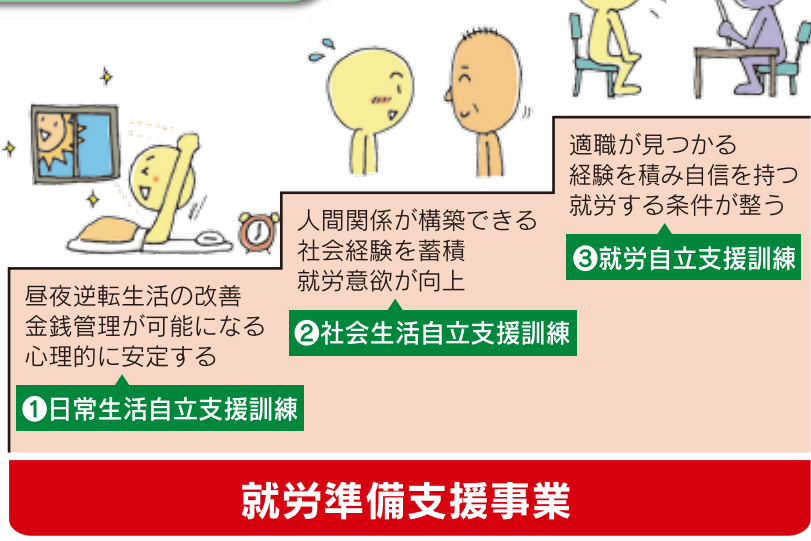 適職が見つかる
経験を積み自信を持つ
就労する条件が整う
❸就労自立支援訓練
人間関係が構築できる
社会経験を蓄積
就労意欲が向上
❷社会生活自立支援訓練
昼夜逆転生活の改善
金銭管理が可能になる
心理的に安定する
❶日常生活自立支援訓練
就労準備支援事業